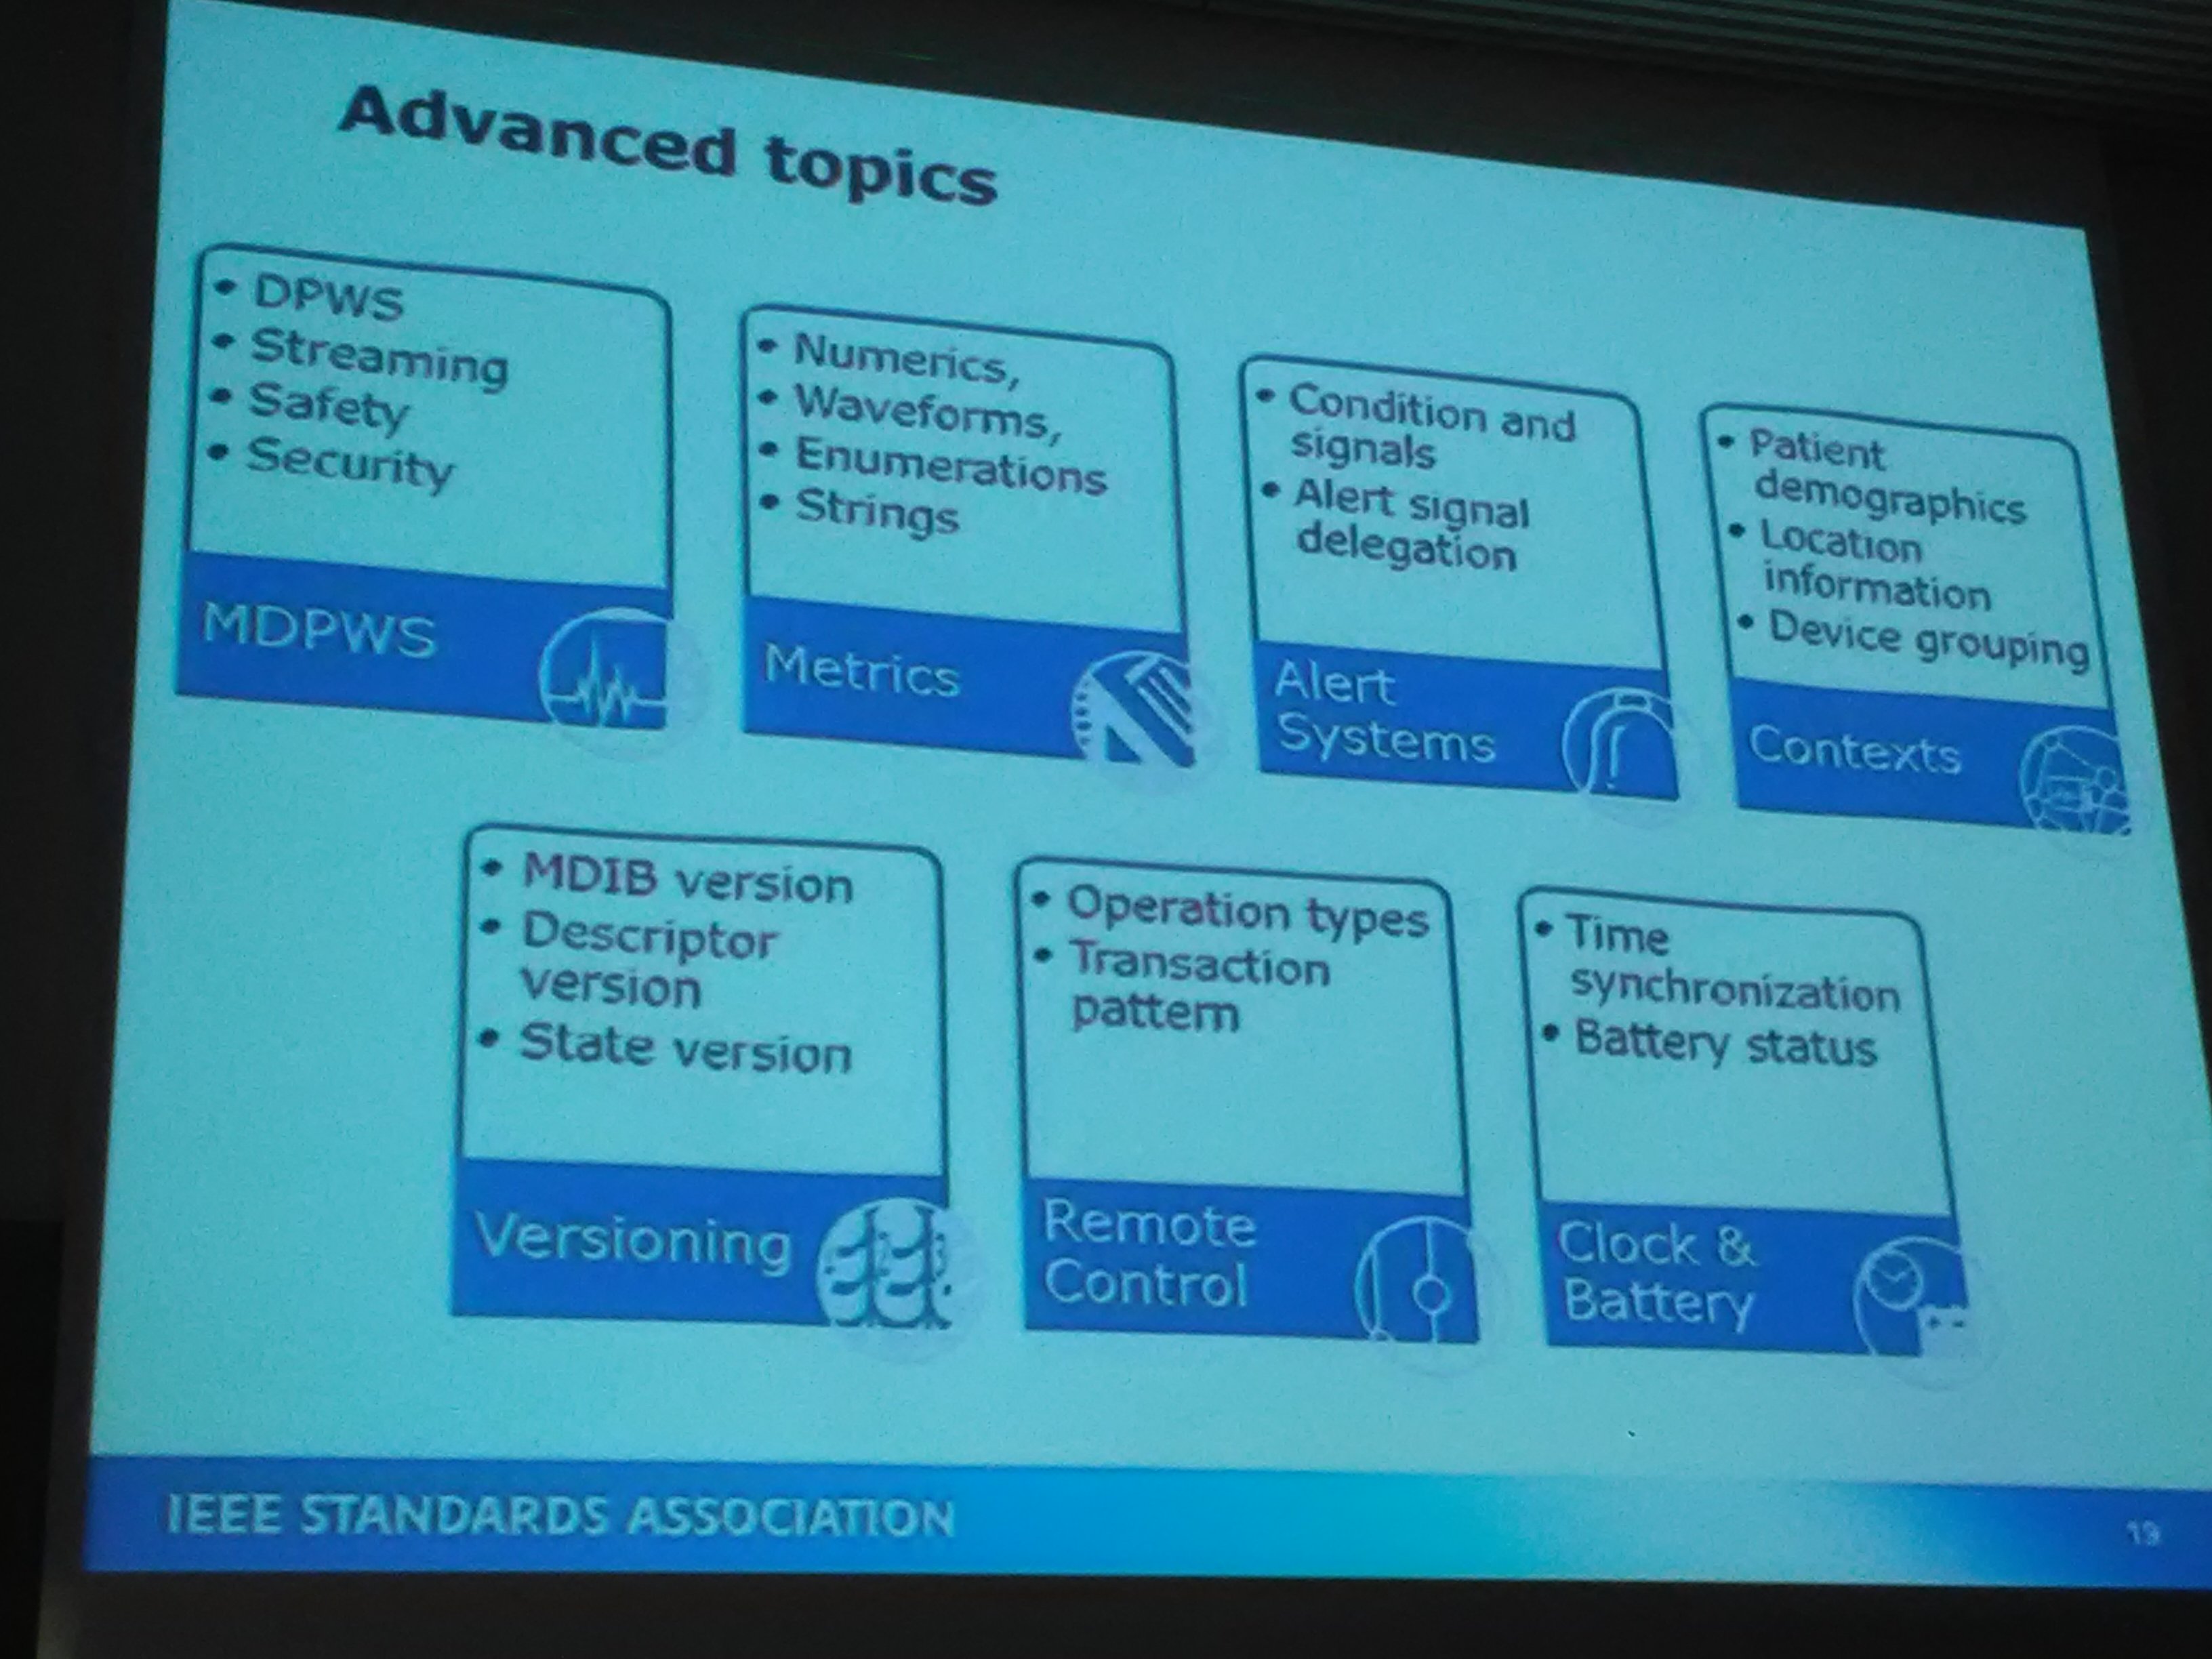 Advanced topics
• DPWS
• Streaming
• Safety
• Security
MDPWS
• Numerics,
• Waveforms,
• Enumerations
• Strings
Metrics
• Condition and
signals
• Alert signal
delegation
Alert
Systems
• Patient
demographics
• Location
information
• Device grouping
Contexts
• MDIB version
• Descriptor
version
• State version
Versioning
• Operation types
• Transaction
pattern
Remote
Control
• Time
synchronization
• Battery status
Clock &
Battery
IEEE STANDARDS ASSOCIATION
19